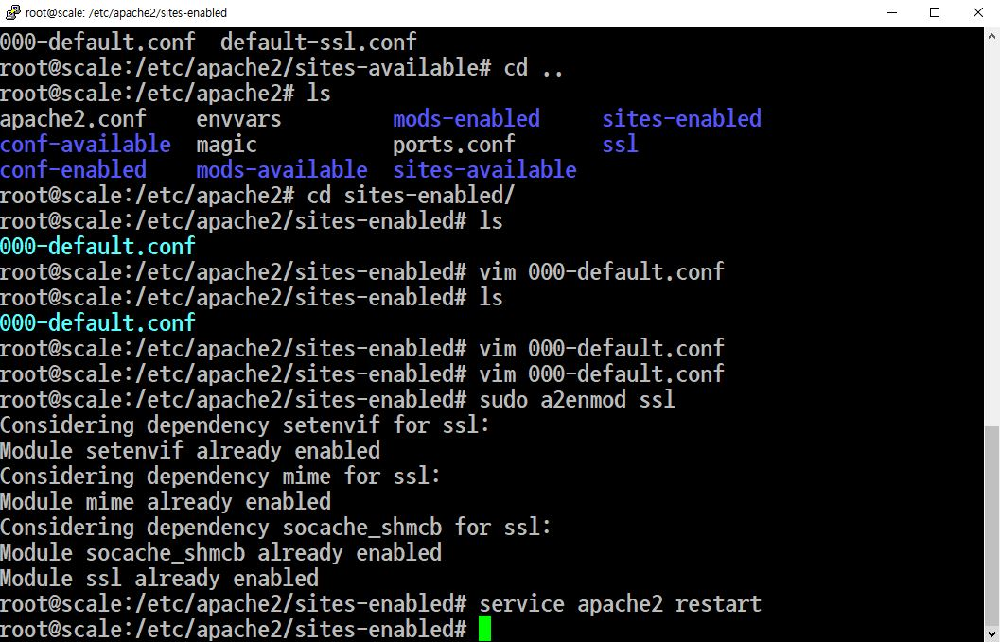 root@scale: /etc/apache2/sites-enabled
000-default.conf  default-ssl.conf
root@scale:/etc/apache2/sites-available# cd ..
root@scale:/etc/apache2# ls
apache2.conf    envvars         mods-enabled    sites-enabled
conf-available  magic           ports.conf      ssl
conf-enabled    mods-available  sites-available
root@scale:/etc/apache2# cd sites-enabled/
root@scale:/etc/apache2/sites-enabled# ls
000-default.conf
root@scale:/etc/apache2/sites-enabled# vim 000-default.conf
root@scale:/etc/apache2/sites-enabled# ls
000-default.conf
root@scale:/etc/apache2/sites-enabled# vim 000-default.conf
root@scale:/etc/apache2/sites-enabled# vim 000-default.conf
root@scale:/etc/apache2/sites-enabled# sudo a2enmod ssl
Considering dependency setenvif for ssl:
Module setenvif already enabled
Considering dependency mime for ssl:
Module mime already enabled
Considering dependency socache_shmcb for ssl:
Module socache_shmcb already enabled
Module ssl already enabled
root@scale:/etc/apache2/sites-enabled# service apache2 restart
root@scale:/etc/apache2/sites-enabled#